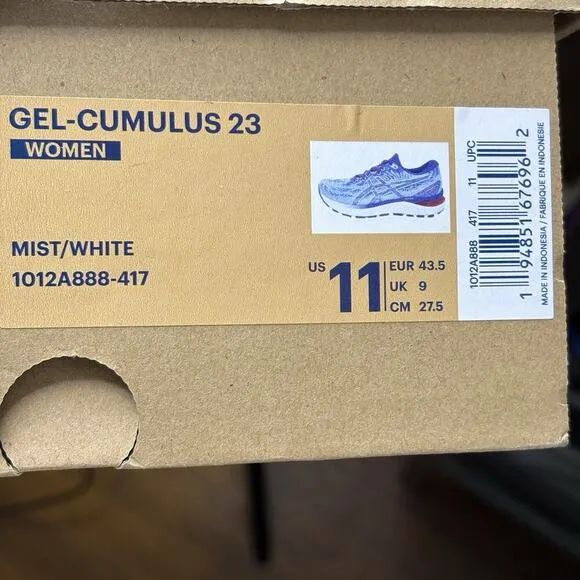 GEL-CUMULUS 23
WOMEN
MIST/WHITE
1012A888-417
US 11
EUR 43.5
UK 9
CM 27.5
1012A888 417 11 UPC
1 94851 67696 2
MADE IN INDONESIA / FABRIQUE EN INDONESIE